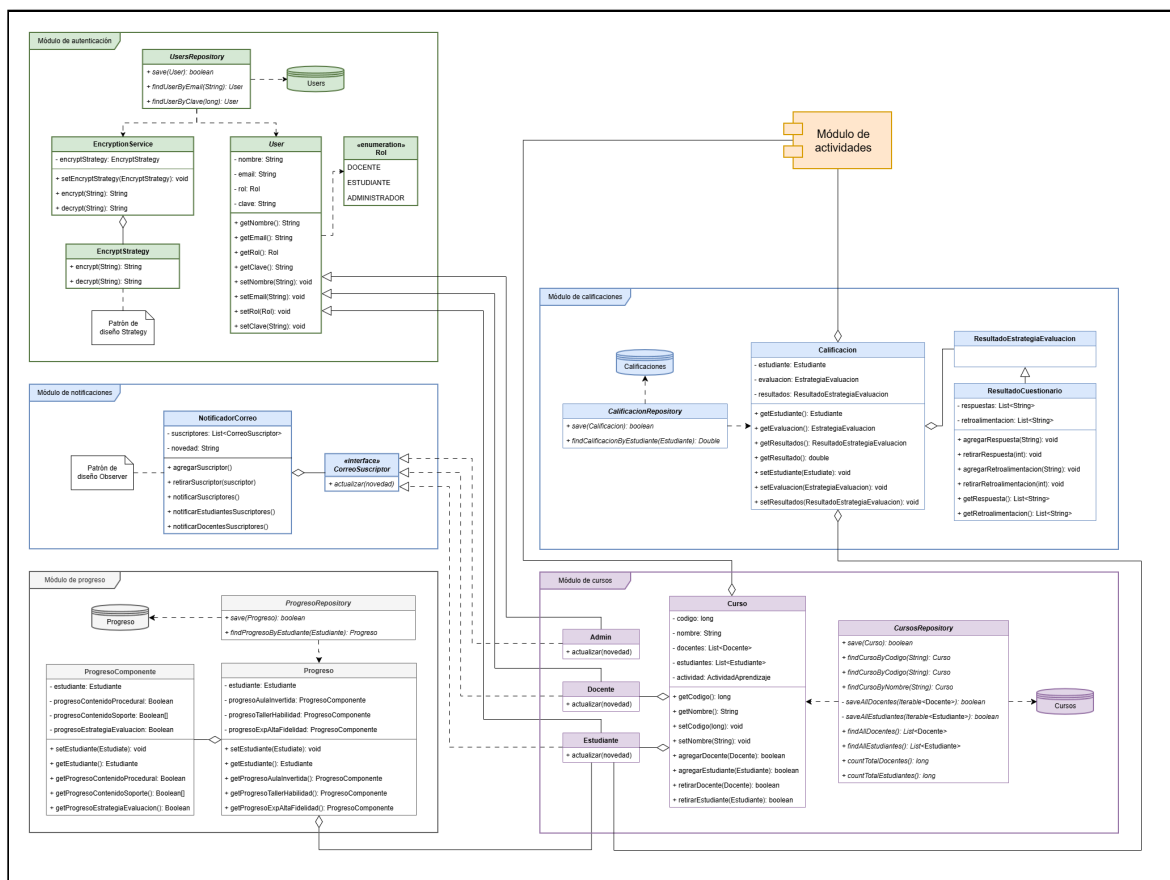 Módulo de autenticación
UsersRepository
+ save(User): boolean
+ findUserByEmail(String): User
+ findUserByClave(long): User
Users
EncryptionService
- encryptStrategy: EncryptStrategy
+ setEncryptStrategy(EncryptStrategy): void
+ encrypt(String): String
+ decrypt(String): String
User
- nombre: String
- email: String
- rol: Rol
- clave: String
+ getNombre(): String
+ getEmail(): String
+ getRol(): Rol
+ getClave(): String
+ setNombre(String): void
+ setEmail(String): void
+ setRol(Rol): void
+ setClave(String): void
«enumeration»
Rol
DOCENTE
ESTUDIANTE
ADMINISTRADOR
EncryptStrategy
+ encrypt(String): String
+ decrypt(String): String
Patrón de
diseño Strategy
Módulo de
actividades
Módulo de calificaciones
Calificaciones
CalificacionRepository
+ save(Calificacion): boolean
+ findCalificacionByEstudiante(Estudiante): Double
Calificacion
- estudiante: Estudiante
- evaluacion: EstrategiaEvaluacion
- resultados: ResultadoEstrategiaEvaluacion
+ getEstudiante(): Estudiante
+ getEvaluacion(): EstrategiaEvaluacion
+ getResultados(): ResultadoEstrategiaEvaluacion
+ getResultado(): double
+ setEstudiante(Estudiate): void
+ setEvaluacion(EstrategiaEvaluacion): void
+ setResultados(ResultadoEstrategiaEvaluacion): void
ResultadoEstrategiaEvaluacion
ResultadoCuestionario
- respuestas: List<String>
- retroalimentacion: List<String>
+ agregarRespuesta(String): void
+ retirarRespuesta(int): void
+ agregarRetroalimentacion(String): void
+ retirarRetroalimentacion(int): void
+ getRespuesta(): List<String>
+ getRetroalimentacion(): List<String>
Módulo de notificaciones
NotificadorCorreo
- suscriptores: List<CorreoSuscriptor>
- novedad: String
+ agregarSuscriptor()
+ retirarSuscriptor(suscriptor)
+ notificarSuscriptores()
+ notificarEstudiantesSuscriptores()
+ notificarDocentesSuscriptores()
Patrón de
diseño Observer
«interface»
CorreoSuscriptor
+ actualizar(novedad)
Módulo de progreso
Progreso
ProgresoRepository
+ save(Progreso): boolean
+ findProgresoByEstudiante(Estudiante): Progreso
ProgresoComponente
- estudiante: Estudiante
- progresoContenidoProcedural: Boolean
- progresoContenidoSoporte: Boolean[]
- progresoEstrategiaEvaluacion: Boolean
+ setEstudiante(Estudiate): void
+ getEstudiante(): Estudiante
+ getProgresoContenidoProcedural: Boolean
+ getProgresoContenidoSoporte: Boolean[]
+ getProgresoEstrategiaEvaluacion(): Boolean
Progreso
- estudiante: Estudiante
- progresoAulaInvertida: ProgresoComponente
- progresoTallerHabilidad: ProgresoComponente
- progresoExpAltaFidelidad: ProgresoComponente
+ setEstudiante(Estudiate): void
+ getEstudiante(): Estudiante
+ getProgresoAulaInvertida(): ProgresoComponente
+ getProgresoTallerHabilidad(): ProgresoComponente
+ getProgresoExpAltaFidelidad(): ProgresoComponente
Módulo de cursos
Admin
+ actualizar(novedad)
Docente
+ actualizar(novedad)
Estudiante
+ actualizar(novedad)
Curso
- codigo: long
- nombre: String
- docentes: List<Docente>
- estudiantes: List<Estudiante>
- actividad: ActividadAprendizaje
+ getCodigo(): long
+ getNombre(): String
+ setCodigo(long): void
+ setNombre(String): void
+ agregarDocente(Docente): boolean
+ agregarEstudiante(Estudiante): boolean
+ retirarDocente(Docente): boolean
+ retirarEstudiante(Estudiante): boolean
CursosRepository
+ save(Curso): boolean
+ findCursoByCodigo(String): Curso
+ findCursoByCodigo(String): Curso
+ findCursoByNombre(String): Curso
- saveAllDocentes(Iterable<Docente>): boolean
- saveAllEstudiantes(Iterable<Estudiante>): boolean
+ findAllDocentes(): List<Docente>
+ findAllEstudiantes(): List<Estudiante>
+ countTotalDocentes(): long
+ countTotalEstudiantes(): long
Cursos